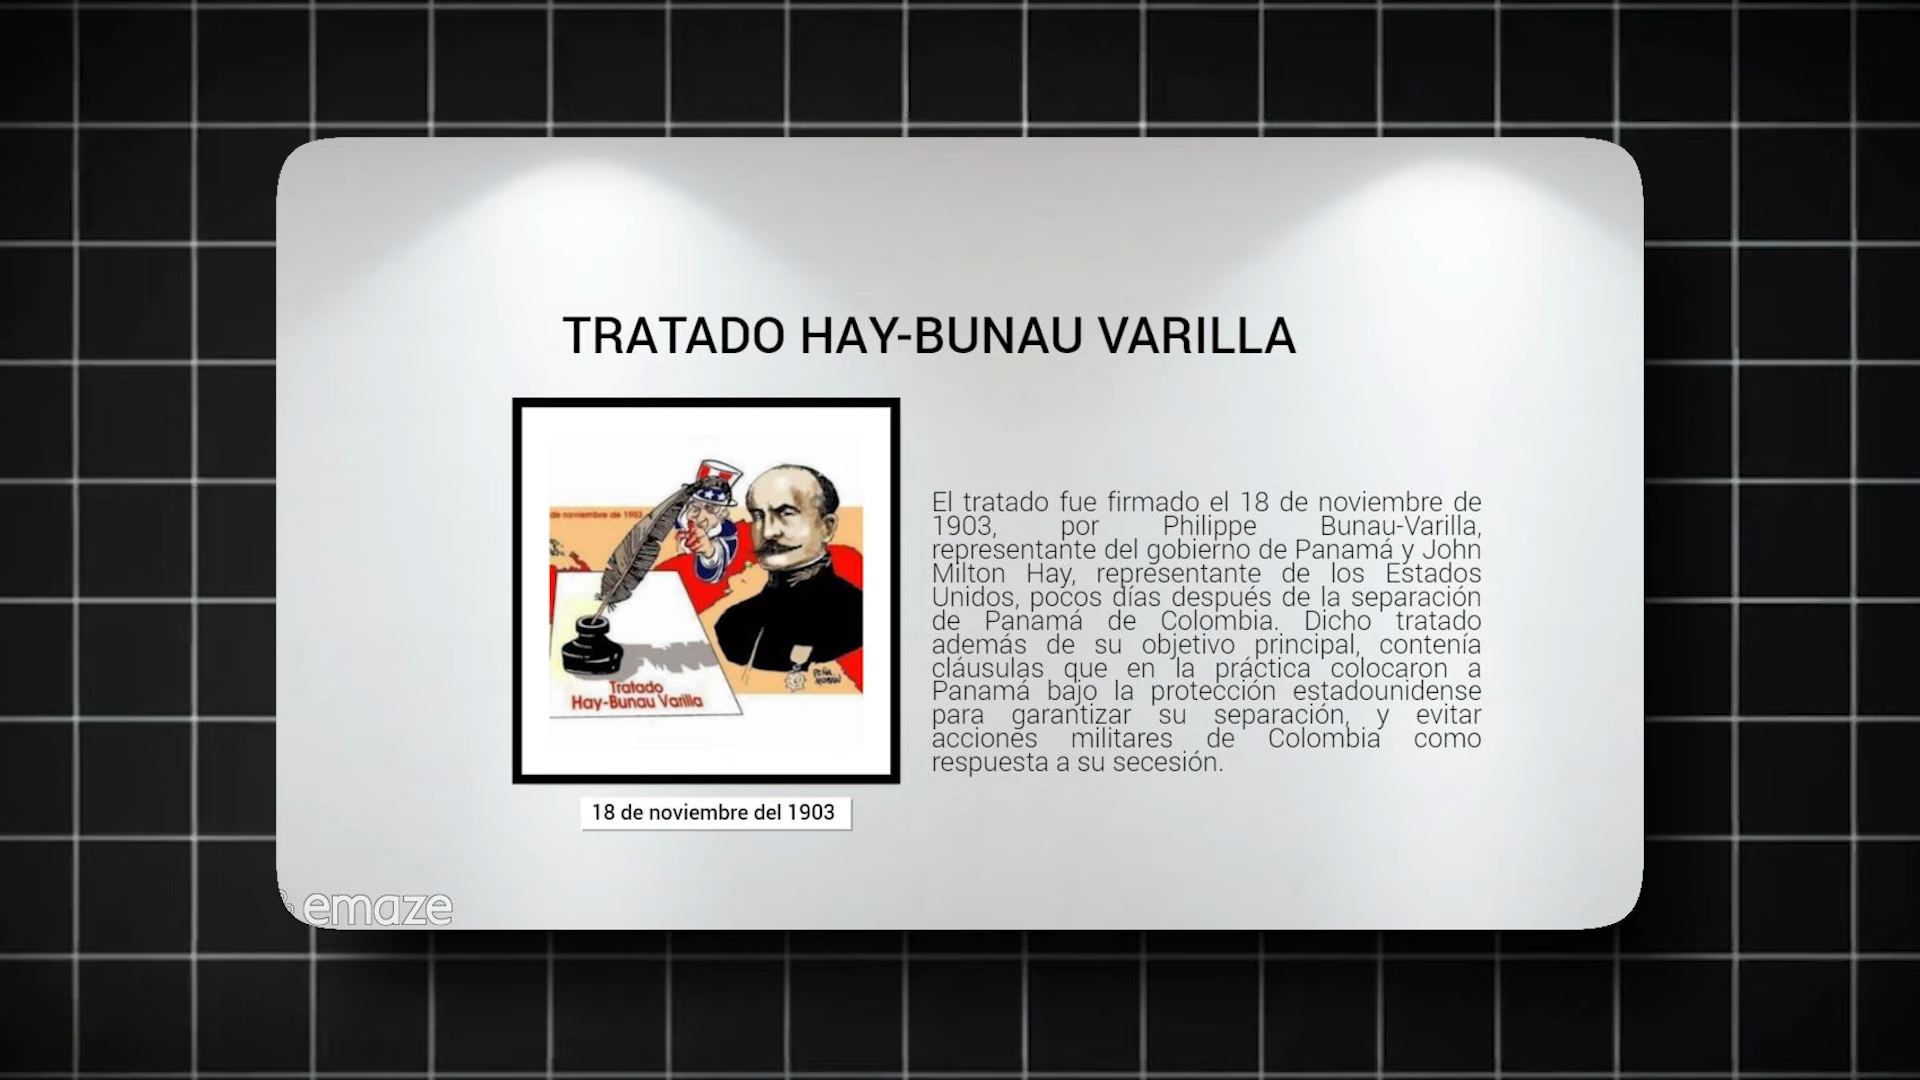 TRATADO HAY-BUNAU VARILLA
de noviembre de 1903
Tratado
Hay-Bunau Varilla
PEÑA
MORÁN
18 de noviembre del 1903
El tratado fue firmado el 18 de noviembre de
1903, por Philippe Bunau-Varilla,
representante del gobierno de Panamá y John
Milton Hay, representante de los Estados
Unidos, pocos días después de la separación
de Panamá de Colombia. Dicho tratado
además de su objetivo principal, contenía
cláusulas que en la práctica colocaron a
Panamá bajo la protección estadounidense
para garantizar su separación, y evitar
acciones militares de Colombia como
respuesta a su secesión.
emaze